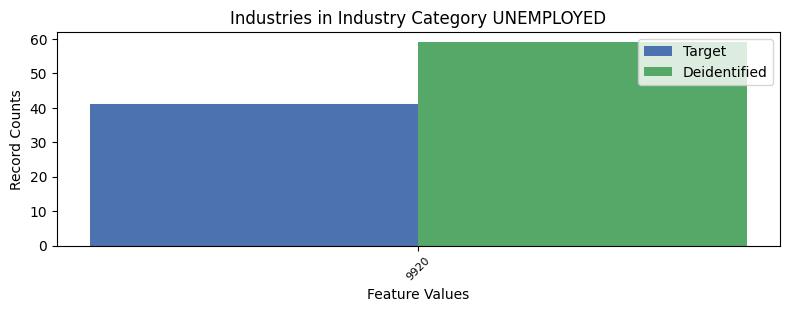 Industries in Industry Category UNEMPLOYED
Target
Deidentified
Record Counts
60
50
40
30
20
10
0
9920
Feature Values